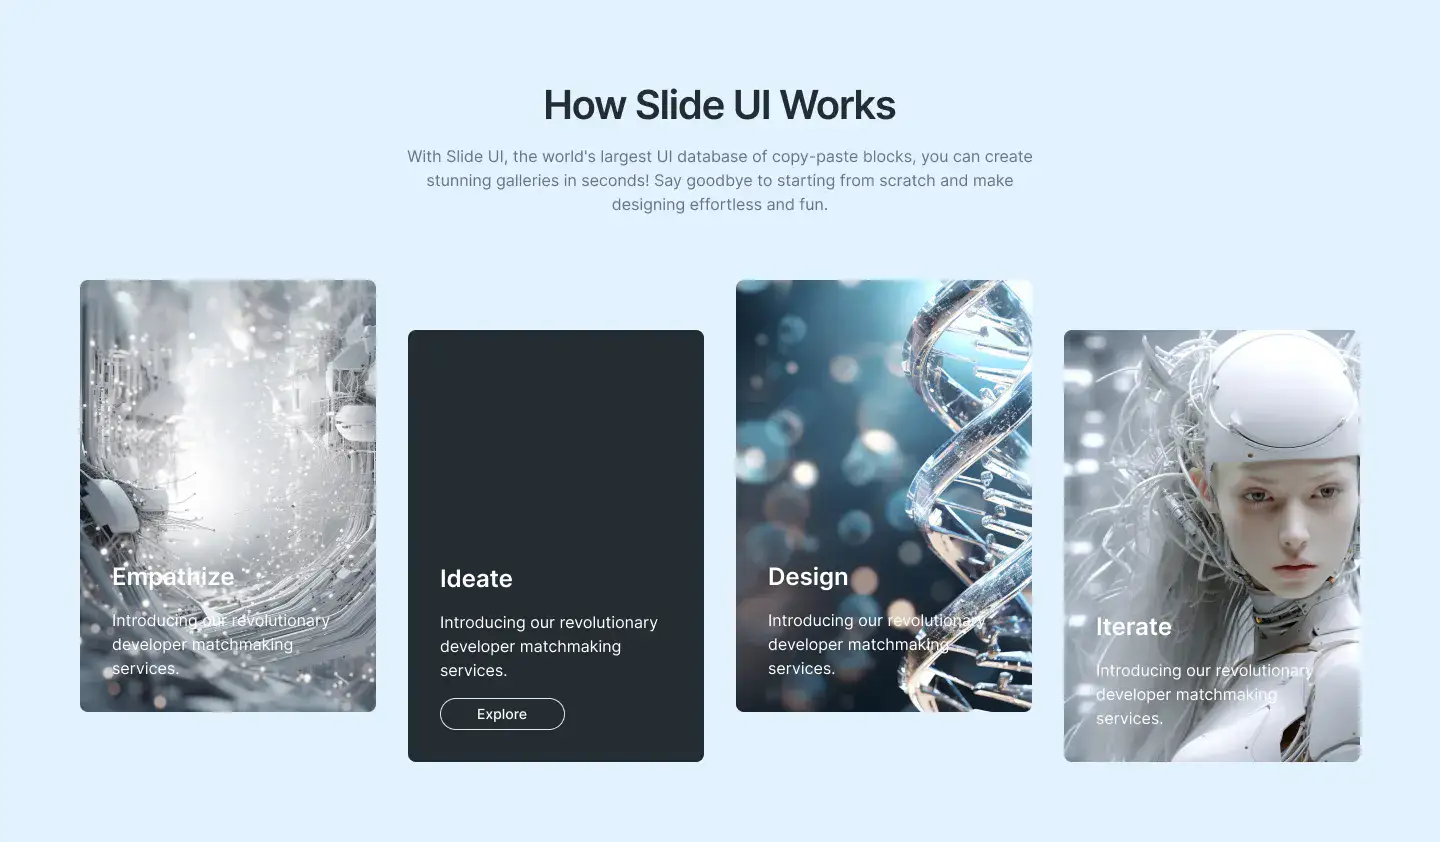 How Slide UI Works
With Slide UI, the world's largest UI database of copy-paste blocks, you can create
stunning galleries in seconds! Say goodbye to starting from scratch and make
designing effortless and fun.
Empathize
Introducing our revolutionary
developer matchmaking
services.
Ideate
Introducing our revolutionary
developer matchmaking
services.
Explore
Design
Introducing our revolutionary
developer matchmaking
services.
Iterate
Introducing our revolutionary
developer matchmaking
services.